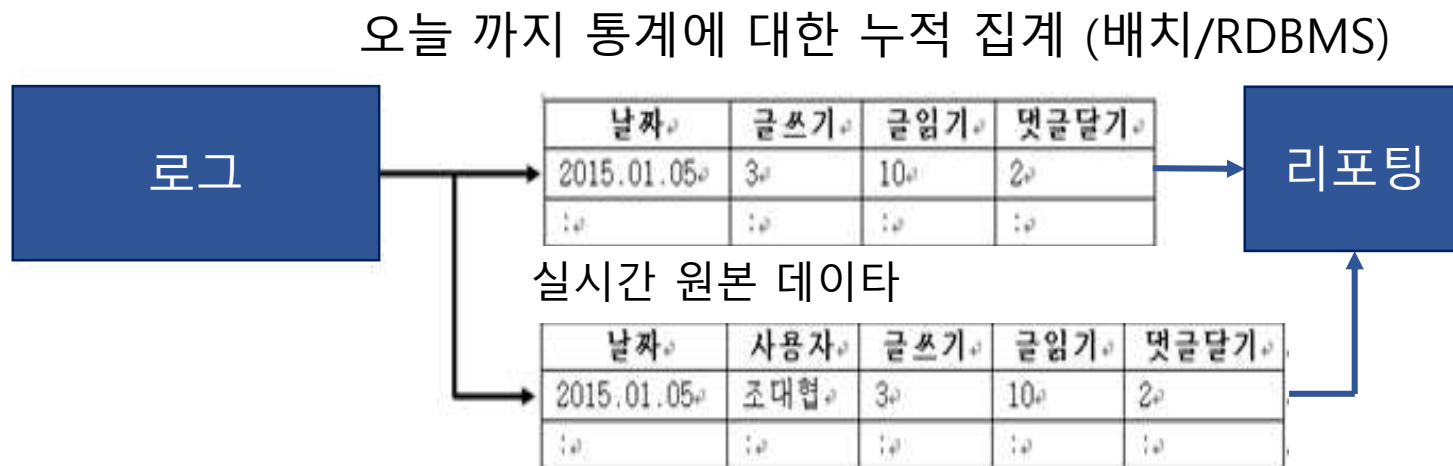 오늘 까지 통계에 대한 누적 집계 (배치/RDBMS)
로그
날짜 글쓰기 글읽기 댓글달기
2015.01.05 3 10 2
: : : :
리포팅
실시간 원본 데이타
날짜 사용자 글쓰기 글읽기 댓글달기
2015.01.05 조대협 3 10 2
: : : : :